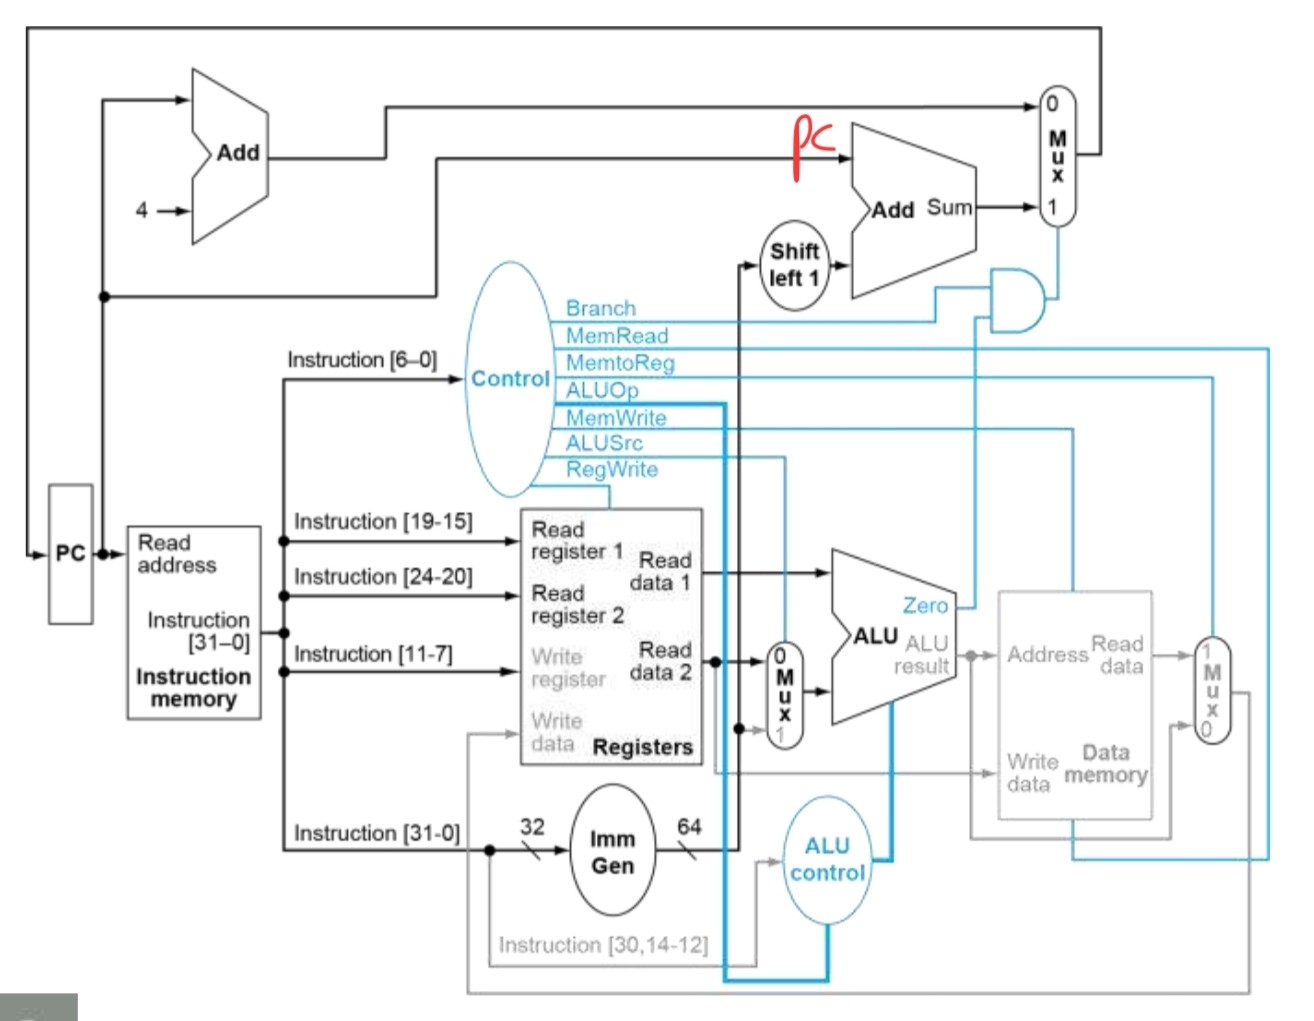 0
M
u
x
1
PC
Add
4
Add Sum
Shift
left 1
Branch
MemRead
MemtoReg
ALUOp
MemWrite
ALUSrc
RegWrite
Control
Instruction [6–0]
PC
Read
address
Instruction
[31–0]
Instruction
memory
Instruction [19-15]
Instruction [24-20]
Instruction [11-7]
Instruction [31-0]
Read
register 1
Read
register 2
Write
register
Write
data
Read
data 1
Read
data 2
Registers
0
M
u
x
1
Zero
ALU
ALU
result
Address
Read
data
Write
data
Data
memory
1
M
u
x
0
32
Imm
Gen
64
ALU
control
Instruction [30,14-12]